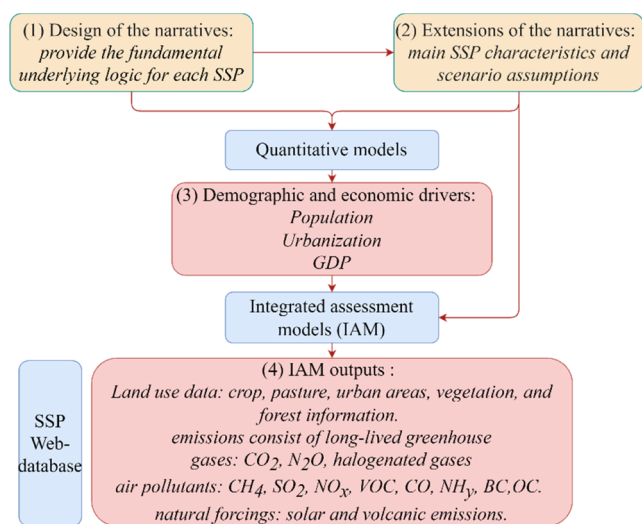 (1) Design of the narratives:
provide the fundamental
underlying logic for each SSP
(2) Extensions of the narratives:
main SSP characteristics and
scenario assumptions
Quantitative models
(3) Demographic and economic drivers:
Population
Urbanization
GDP
Integrated assessment
models (IAM)
SSP
Web-
database
(4) IAM outputs :
Land use data: crop, pasture, urban areas, vegetation, and
forest information.
emissions consist of long-lived greenhouse
gases: CO2, N2O, halogenated gases
air pollutants: CH4, SO2, NOx, VOC, CO, NHy, BC,OC.
natural forcings: solar and volcanic emissions.